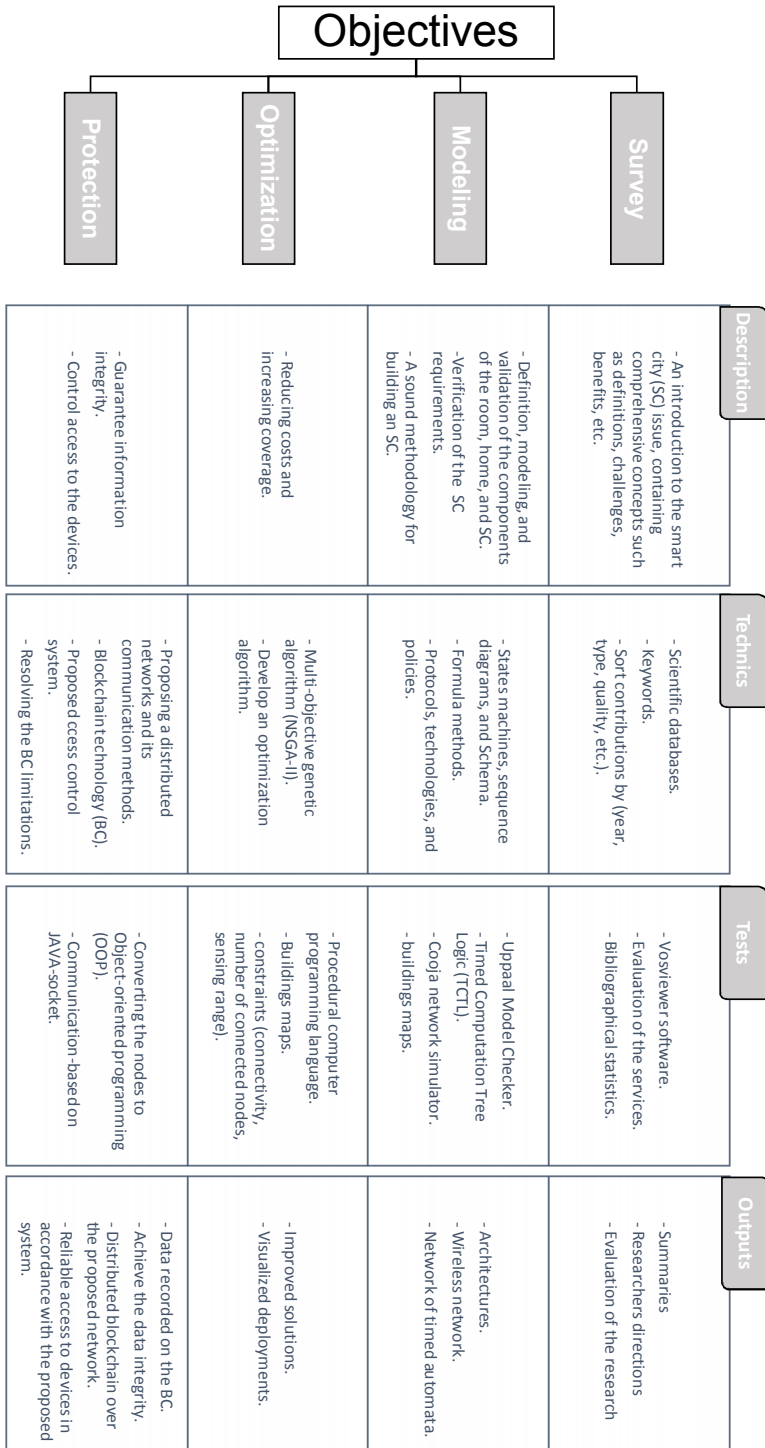 Objectives
Survey
Modeling
Optimization
Protection
Description
Technics
Tests
Outputs
- An introduction to the smart
city (SC) issue, containing
comprehensive concepts such
as definitions, challenges,
benefits, etc.
- Scientific databases.
- Keywords.
- Sort contributions by (year,
type, quality, etc.).
- Vosviewer software.
- Evaluation of the services.
- Bibliographical statistics.
- Summaries
- Researchers directions
- Evaluation of the research
- Definition, modeling, and
validation of the components
of the room, home, and SC.
-Verification of the SC
requirements.
- A sound methodology for
building an SC.
- States machines, sequence
diagrams, and Schema.
- Formula methods.
- Protocols, technologies, and
policies.
- Uppaal Model Checker.
- Timed Computation Tree
Logic (TCTL).
- Cooja network simulator.
- buildings maps.
- Architectures.
- Wireless network.
- Network of timed automata.
- Reducing costs and
increasing coverage.
- Multi-objective genetic
algorithm (NSGA-II).
- Develop an optimization
algorithm.
- Procedural computer
programming language.
- Buildings maps.
- constraints (connectivity,
number of connected nodes,
sensing range).
- Improved solutions.
- Visualized deployments.
- Guarantee information
integrity.
- Control access to the devices.
- Proposing a distributed
networks and its
communication methods.
- Blockchain technology (BC).
- Proposed ccess control
system.
- Resolving the BC limitations.
- Converting the nodes to
Object-oriented programming
(OOP).
- Communication-based on
JAVA-socket.
- Data recorded on the BC.
- Achieve the data integrity.
- Distributed blockchain over
the proposed network.
- Reliable access to devices in
accordance with the proposed
system.